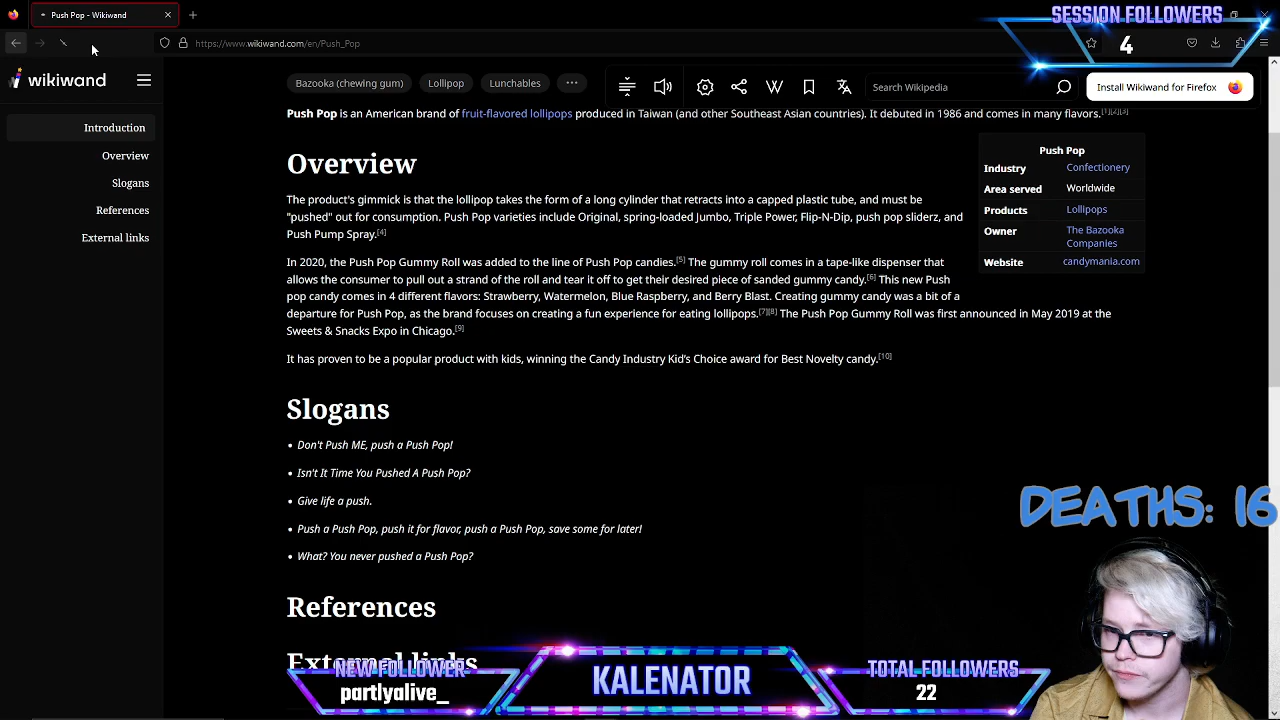 Push Pop - Wikiwand
SESSION FOLLOWERS
4
https://www.wikiwand.com/en/Push_Pop
wikiwand
Bazooka (chewing gum)
Lollipop
Lunchables
Search Wikipedia
Install Wikiwand for Firefox
Introduction
Overview
Slogans
References
External links
Push Pop is an American brand of fruit-flavored lollipops produced in Taiwan (and other Southeast Asian countries). It debuted in 1986 and comes in many flavors.[1][2][3]
Overview
The product's gimmick is that the lollipop takes the form of a long cylinder that retracts into a capped plastic tube, and must be
"pushed" out for consumption. Push Pop varieties include Original, spring-loaded Jumbo, Triple Power, Flip-N-Dip, push pop sliderz, and
Push Pump Spray.[4]
In 2020, the Push Pop Gummy Roll was added to the line of Push Pop candies.[5] The gummy roll comes in a tape-like dispenser that
allows the consumer to pull out a strand of the roll and tear it off to get their desired piece of sanded gummy candy.[6] This new Push
pop candy comes in 4 different flavors: Strawberry, Watermelon, Blue Raspberry, and Berry Blast. Creating gummy candy was a bit of a
departure for Push Pop, as the brand focuses on creating a fun experience for eating lollipops.[7][8] The Push Pop Gummy Roll was first announced in May 2019 at the
Sweets & Snacks Expo in Chicago.[9]
It has proven to be a popular product with kids, winning the Candy Industry Kid's Choice award for Best Novelty candy.[10]
Push Pop
Industry Confectionery
Area served Worldwide
Products Lollipops
Owner The Bazooka
Companies
Website candymania.com
Slogans
• Don't Push ME, push a Push Pop!
• Isn't It Time You Pushed A Push Pop?
• Give life a push.
• Push a Push Pop, push it for flavor, push a Push Pop, save some for later!
• What? You never pushed a Push Pop?
References
External links
DEATHS: 16
NEW FOLLOWER
partlyalive_
KALENATOR
TOTAL FOLLOWERS
22